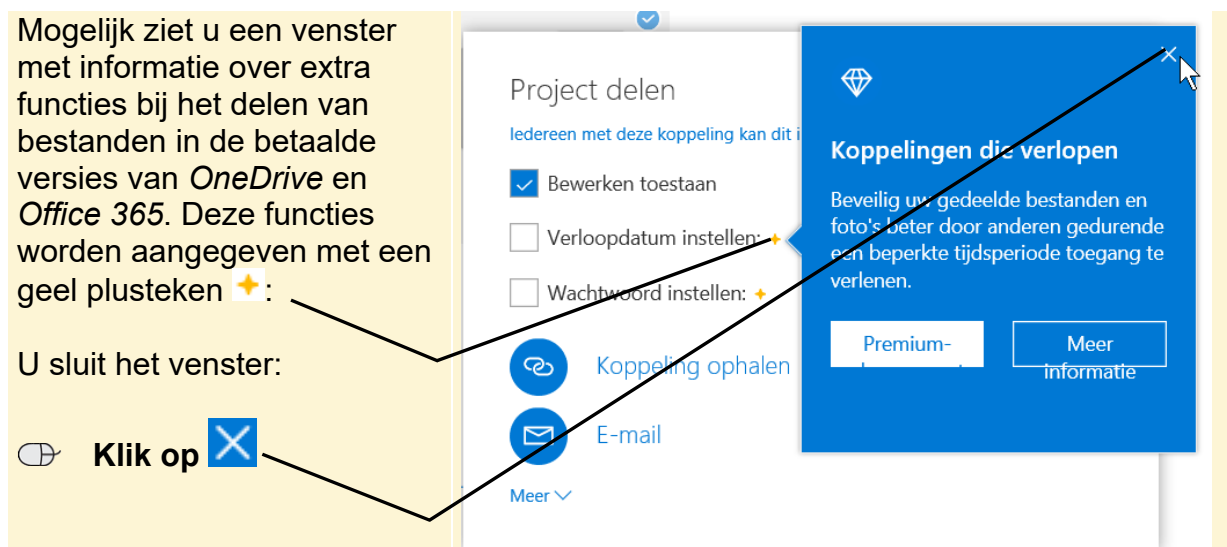 Mogelijk ziet u een venster
met informatie over extra
functies bij het delen van
bestanden in de betaalde
versies van OneDrive en
Office 365. Deze functies
worden aangegeven met een
geel plusteken :
U sluit het venster:
Klik op
Project delen
Iedereen met deze koppeling kan dit i
Bewerken toestaan
Verloopdatum instellen:
Wachtwoord instellen:
Koppeling ophalen
E-mail
Meer
Koppelingen die verlopen
Beveilig uw gedeelde bestanden en
foto's beter door anderen gedurende
een beperkte tijdsperiode toegang te
verlenen.
Premium-
Meer
informatie